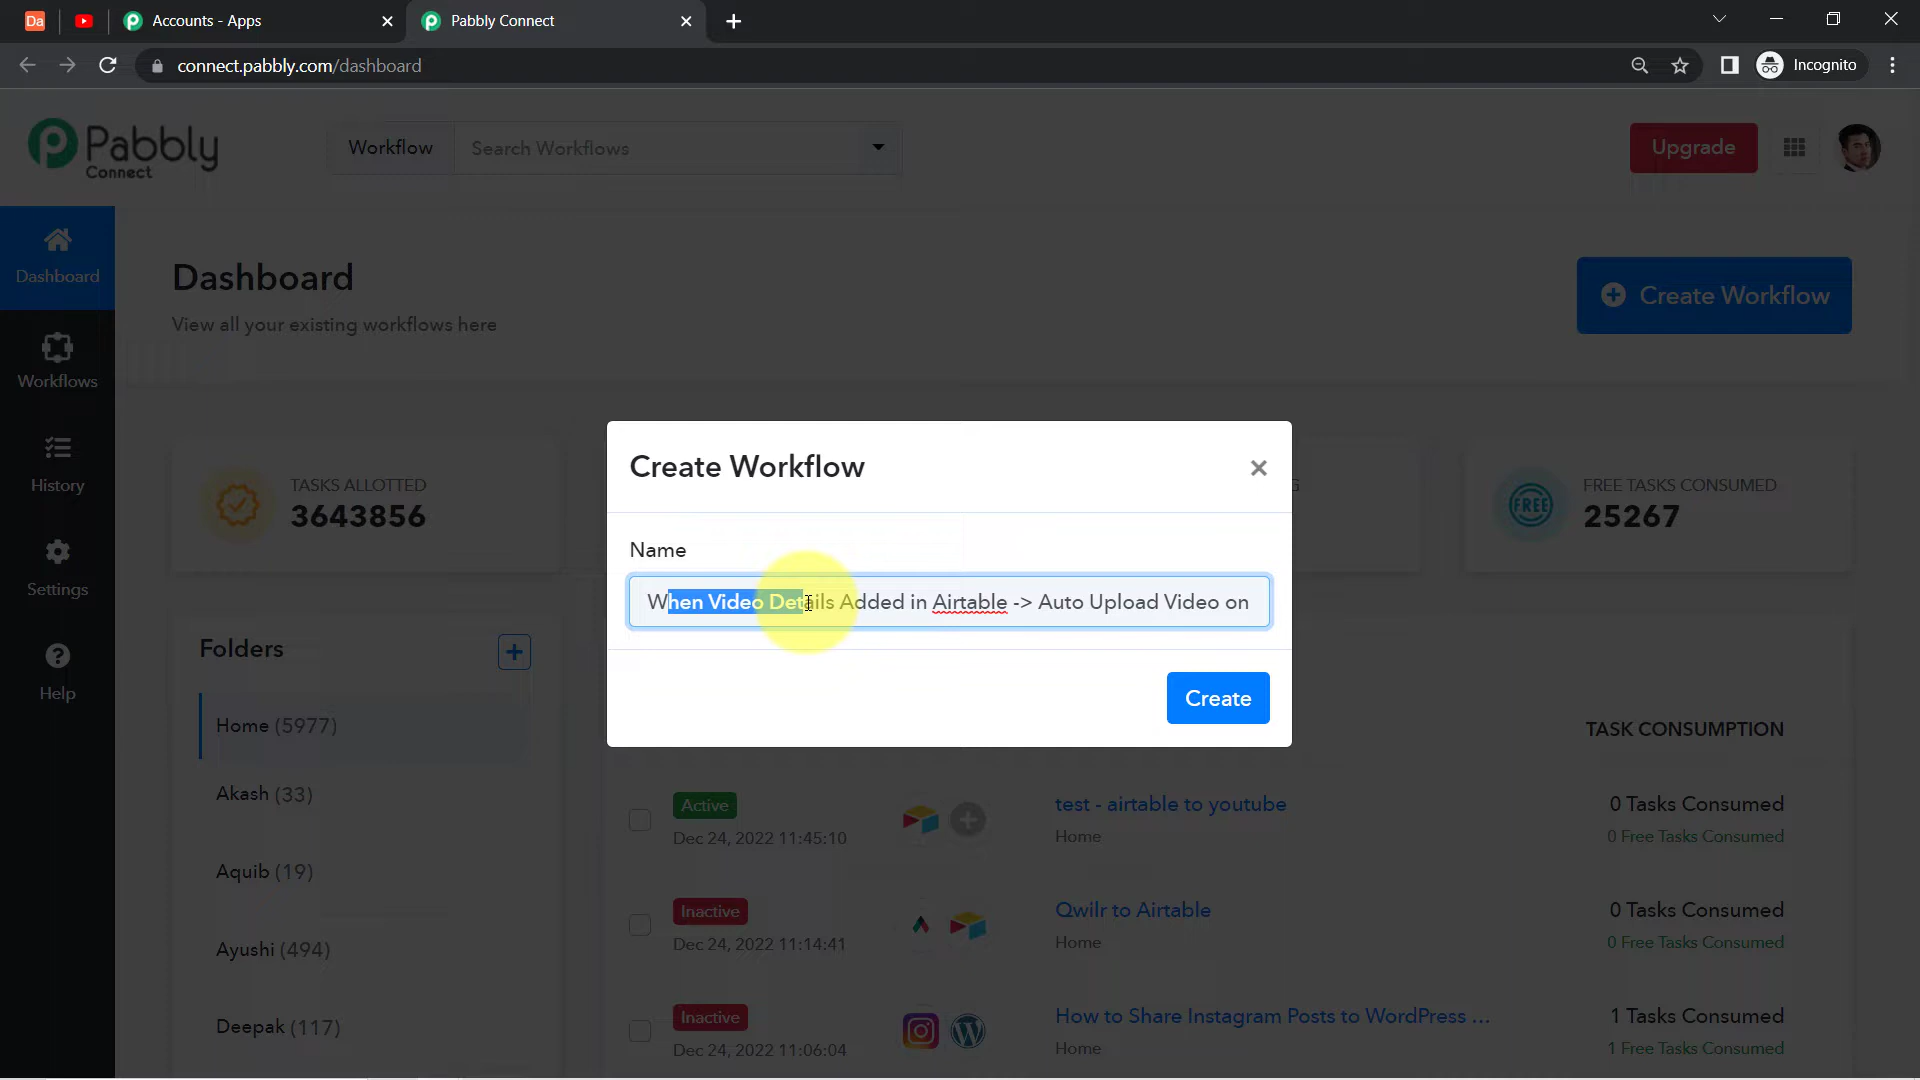 Da
Accounts - Apps
Pabbly Connect
connect.pabbly.com/dashboard
Incognito
Pabbly
Connect
Workflow
Search Workflows
Upgrade
Dashboard
Workflows
History
Settings
Help
Dashboard
View all your existing workflows here
Create Workflow
TASKS ALLOTTED
3643856
G
FREE TASKS CONSUMED
25267
FREE
Create Workflow
×
Name
When Video Details Added in Airtable -> Auto Upload Video on
Create
Folders
Home (5977)
Akash (33)
Aquib (19)
Ayushi (494)
Deepak (117)
TASK CONSUMPTION
Active
Dec 24, 2022 11:45:10
test - airtable to youtube
Home
0 Tasks Consumed
0 Free Tasks Consumed
Inactive
Dec 24, 2022 11:14:41
Qwilr to Airtable
Home
0 Tasks Consumed
0 Free Tasks Consumed
Inactive
Dec 24, 2022 11:06:04
How to Share Instagram Posts to WordPress ...
Home
1 Tasks Consumed
1 Free Tasks Consumed